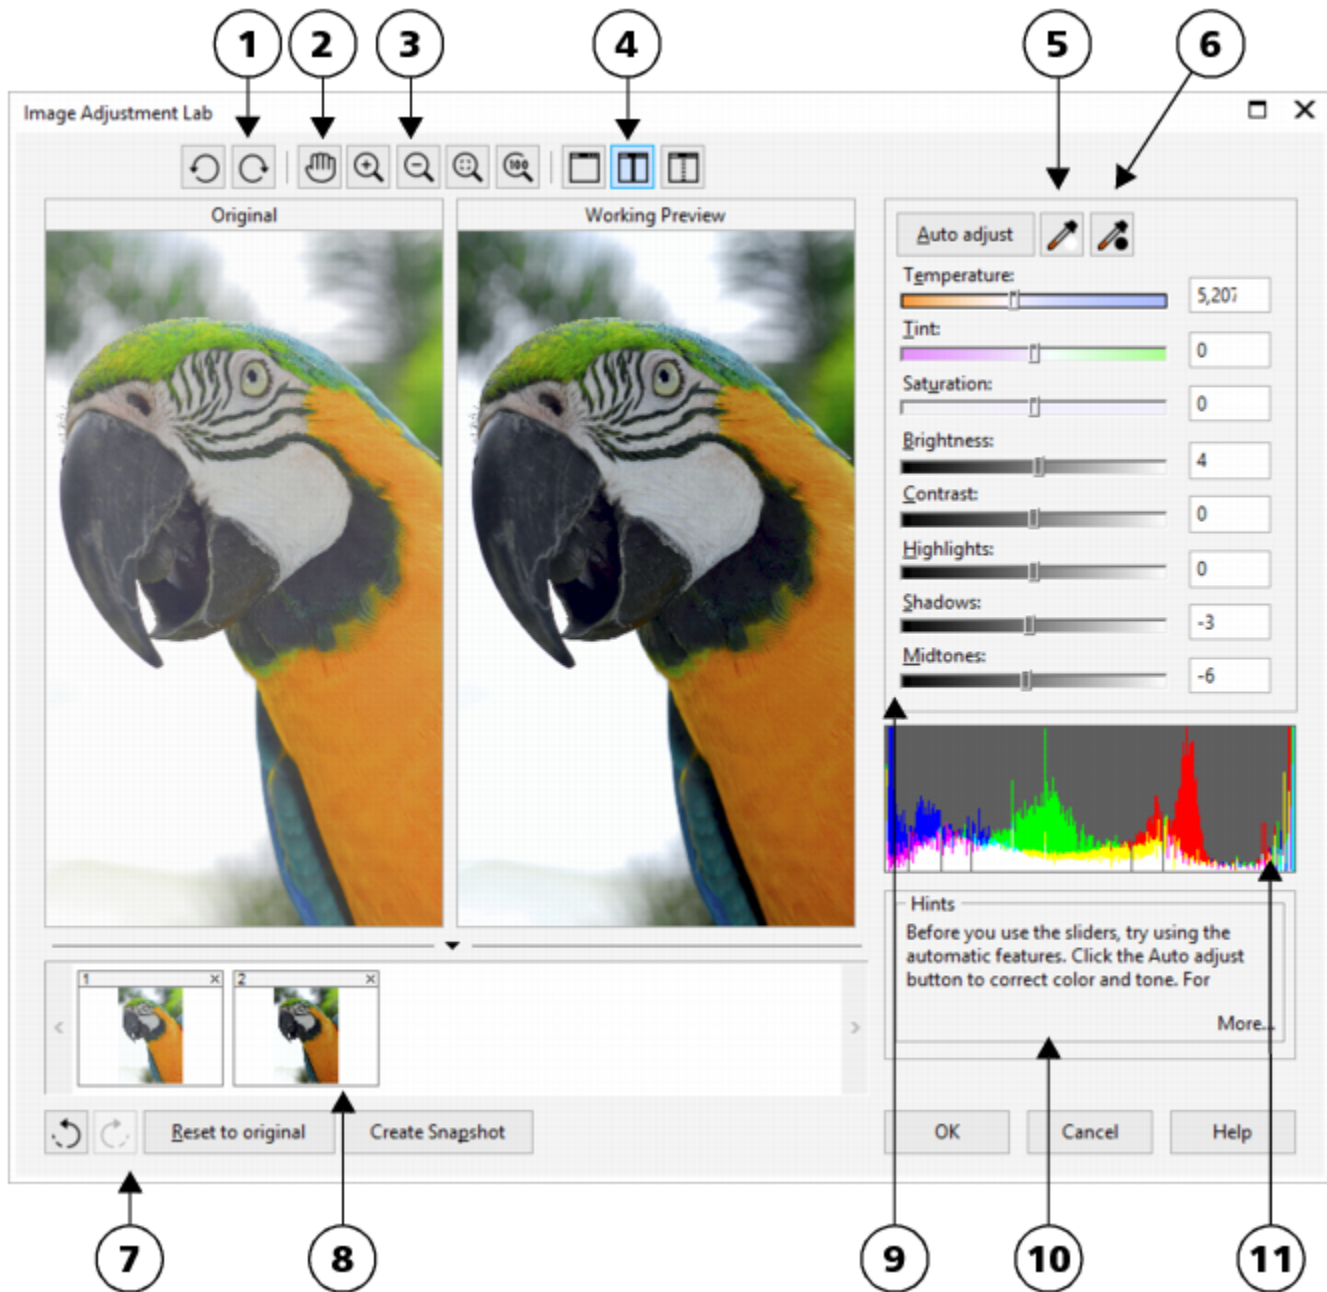 1 2 3 4 5 6
Image Adjustment Lab
100
Original
Working Preview
Auto adjust
Temperature: 5,207
Tint: 0
Saturation: 0
Brightness: 4
Contrast: 0
Highlights: 0
Shadows: -3
Midtones: -6
Hints
Before you use the sliders, try using the
automatic features. Click the Auto adjust
button to correct color and tone. For
More...
1
2
Reset to original
Create Snapshot
OK
Cancel
Help
7 8 9 10 11